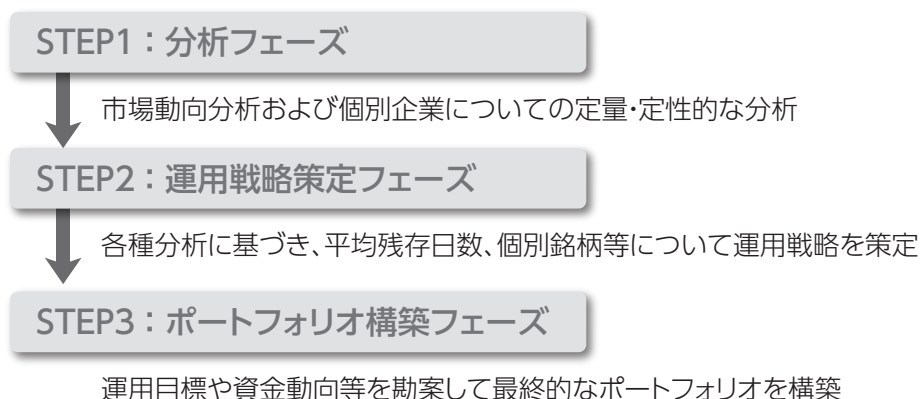 STEP1：分析フェーズ
市場動向分析および個別企業についての定量・定性的な分析
STEP2：運用戦略策定フェーズ
各種分析に基づき、平均残存日数、個別銘柄等について運用戦略を策定
STEP3：ポートフォリオ構築フェーズ
運用目標や資金動向等を勘案して最終的なポートフォリオを構築